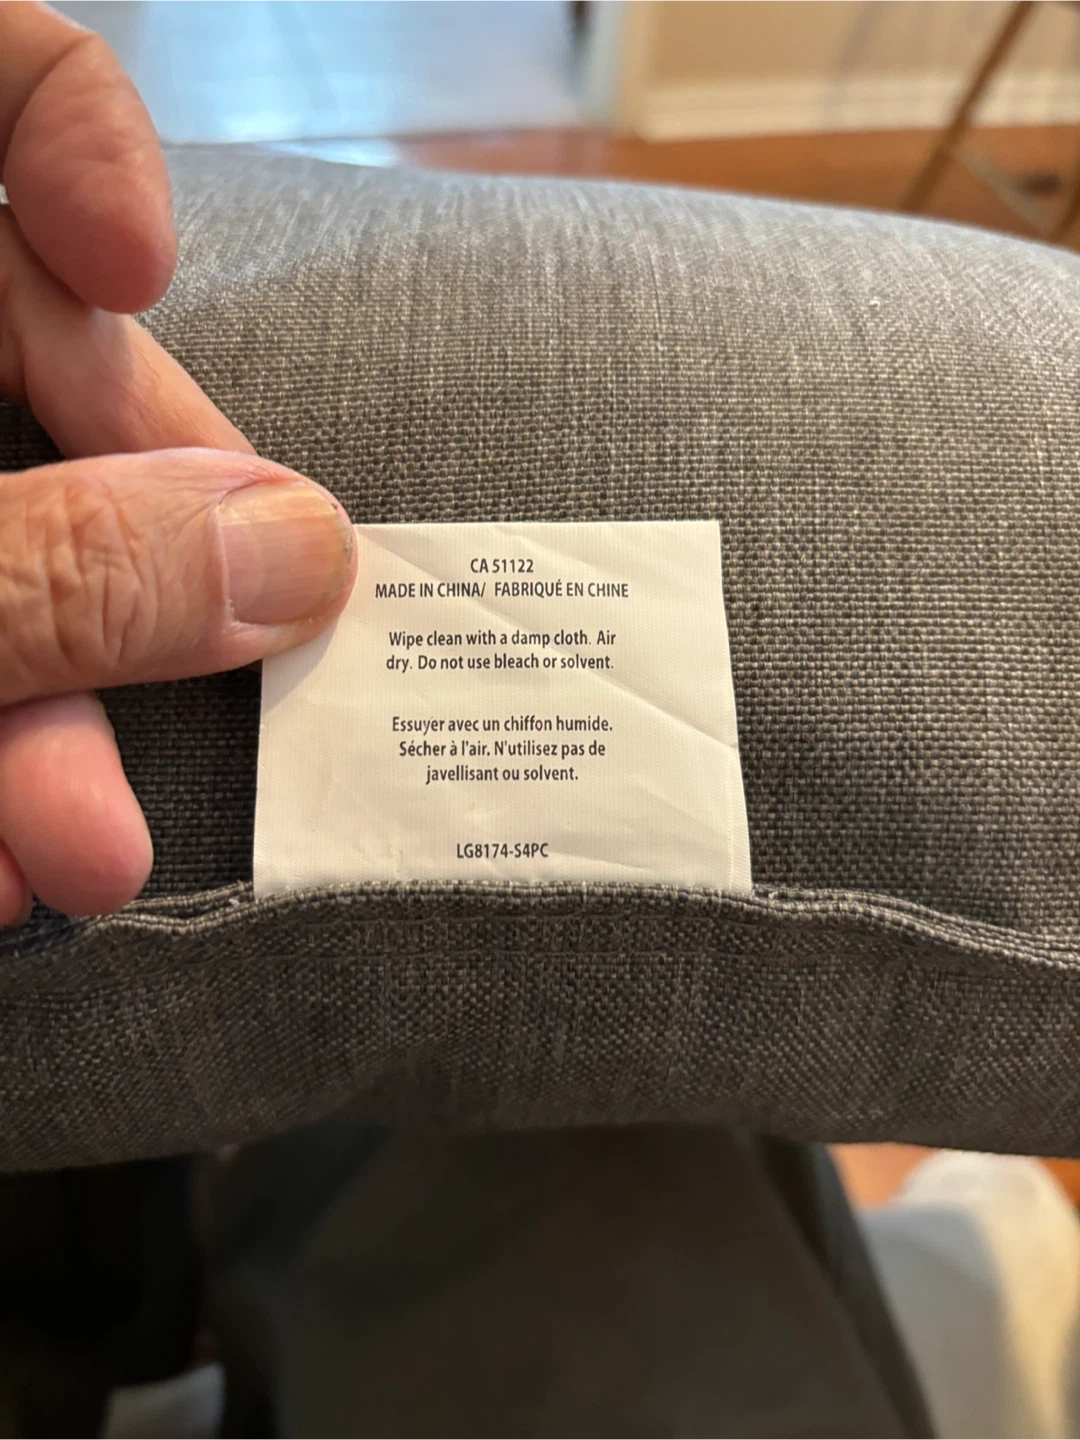 CA 51122
MADE IN CHINA/ FABRIQUÉ EN CHINE
Wipe clean with a damp cloth. Air
dry. Do not use bleach or solvent.
Essuyer avec un chiffon humide.
Sécher à l'air. N'utilisez pas de
javellisant ou solvent.
LG8174-S4PC